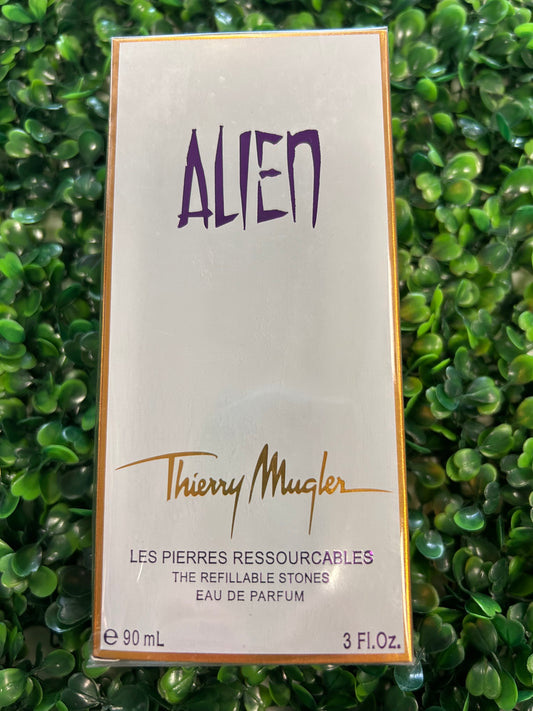 ALIEN
Thierry Mugler
LES PIERRES RESSOURCABLES
THE REFILLABLE STONES
EAU DE PARFUM
e 90 mL 3 Fl.Oz.